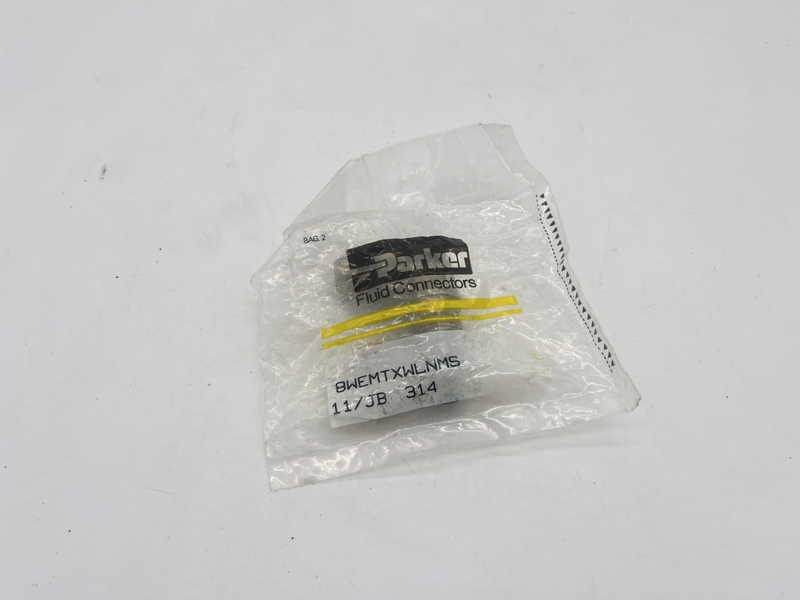 BAG 2
Parker
Fluid Connectors
8WEMTXWLNMS
11/JB 314